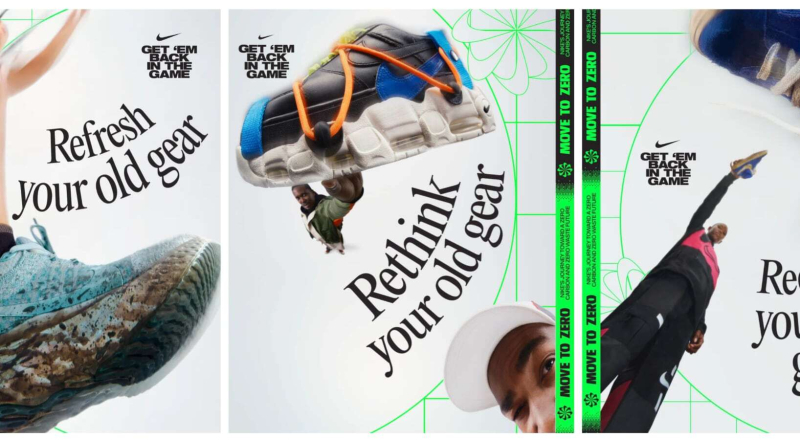 GET 'EM
BACK
IN THE
GAME
Refresh
your old gear
GET 'EM
BACK
IN THE
GAME
Rethink
your old gear
MOVE TO ZERO
NIKE'S JOURNEY TOWARD A ZERO
CARBON AND ZERO WASTE FUTURE
MOVE TO ZERO
MOVE TO ZERO
NIKE'S JOURNEY TOWARD A ZERO
CARBON AND ZERO WASTE FUTURE
MOVE TO ZERO
GET 'EM
BACK
IN THE
GAME